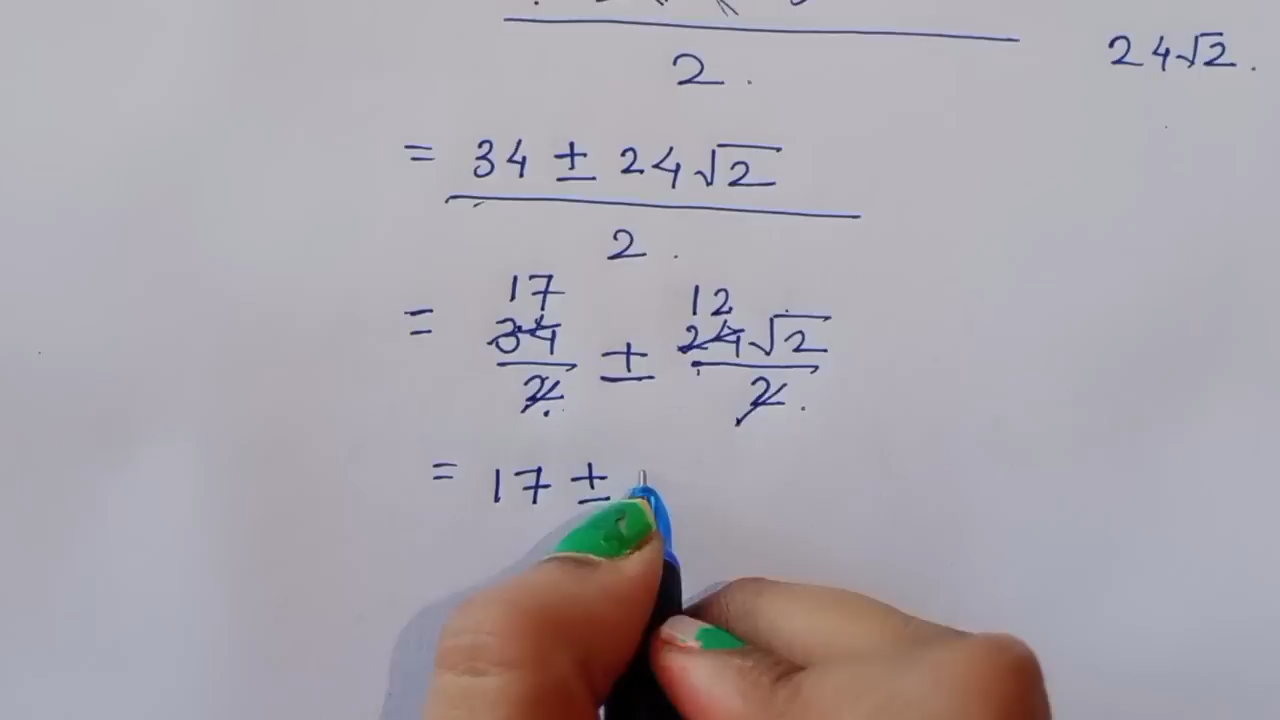 24√2.
2.
= 34 ± 24√2
2.
17 12
= 34 ± 24√2
2 2.
= 17 ±